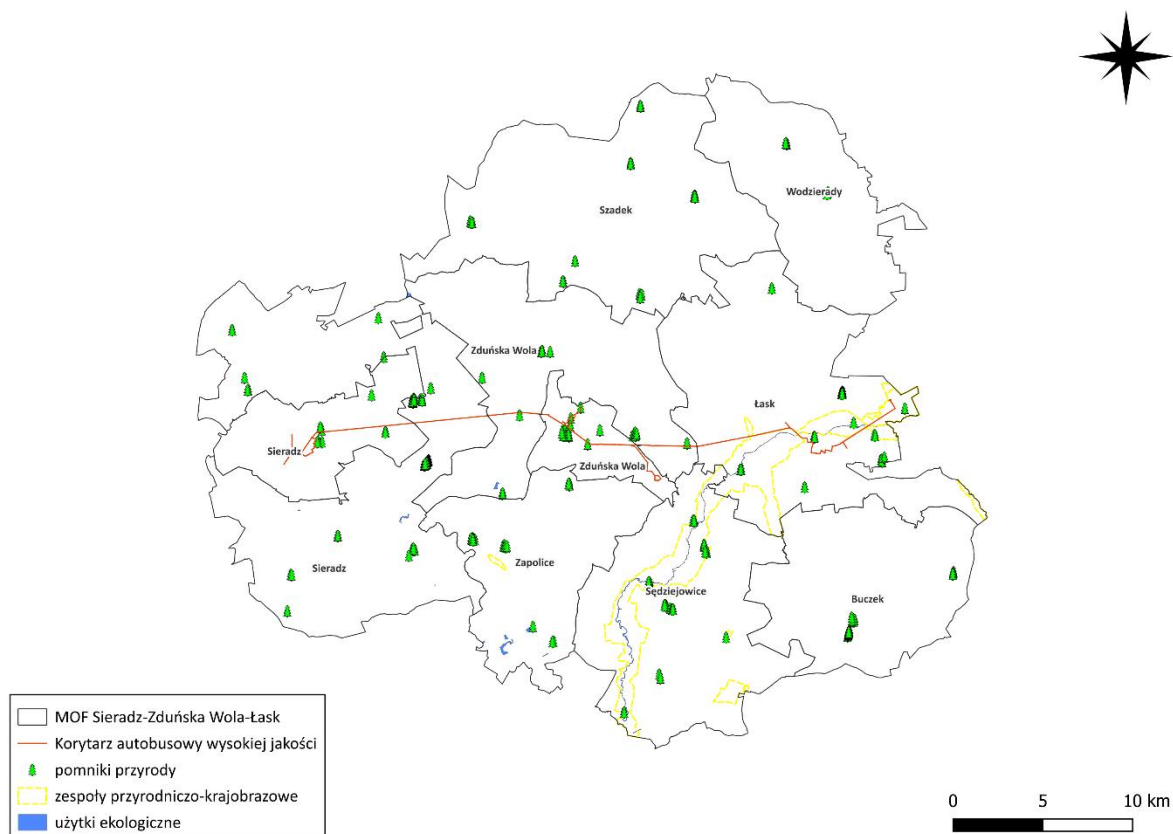 Szadek
Wodzierady
Zduńska Wola
Łask
Sieradz
Zduńska Wola
Sieradz
Zapolice
Sędziejowice
Buczek
MOF Sieradz-Zduńska Wola-Łask
Korytarz autobusowy wysokiej jakości
pomniki przyrody
zespoły przyrodniczo-krajobrazowe
użytki ekologiczne
0 5 10 km